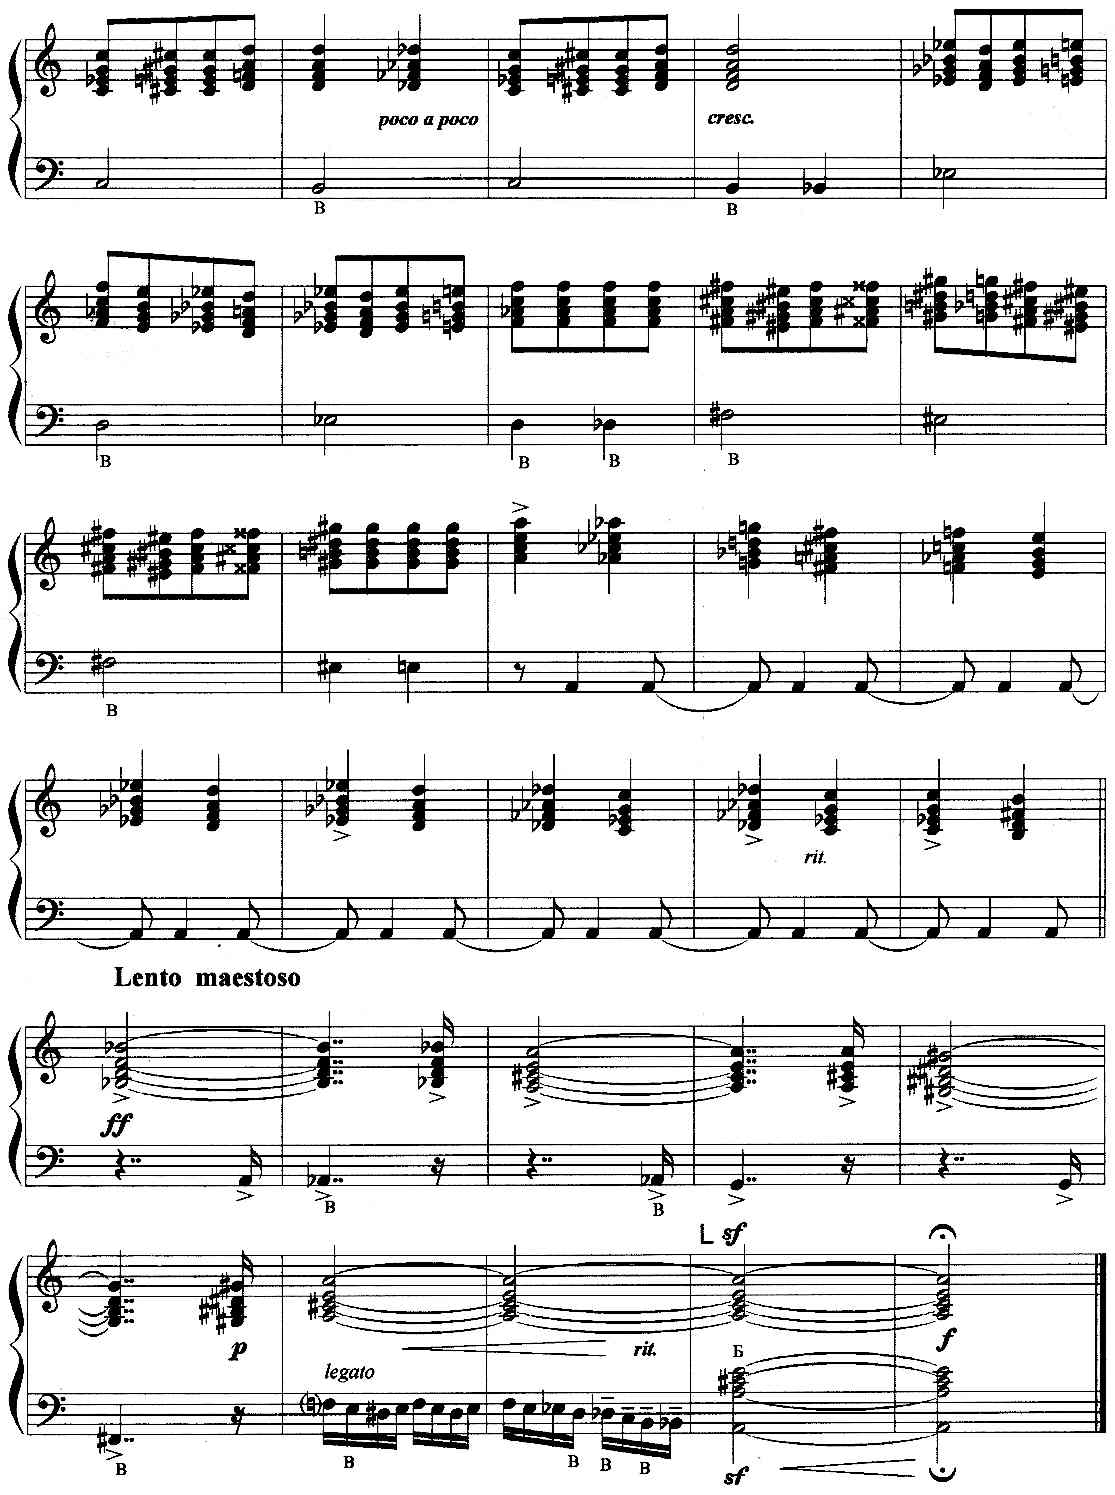 poco a poco cresc.
B B
B B B B
B
rit.
Lento maestoso
ff
B B
L sf
p rit. Б f
legato
B B B B B sf